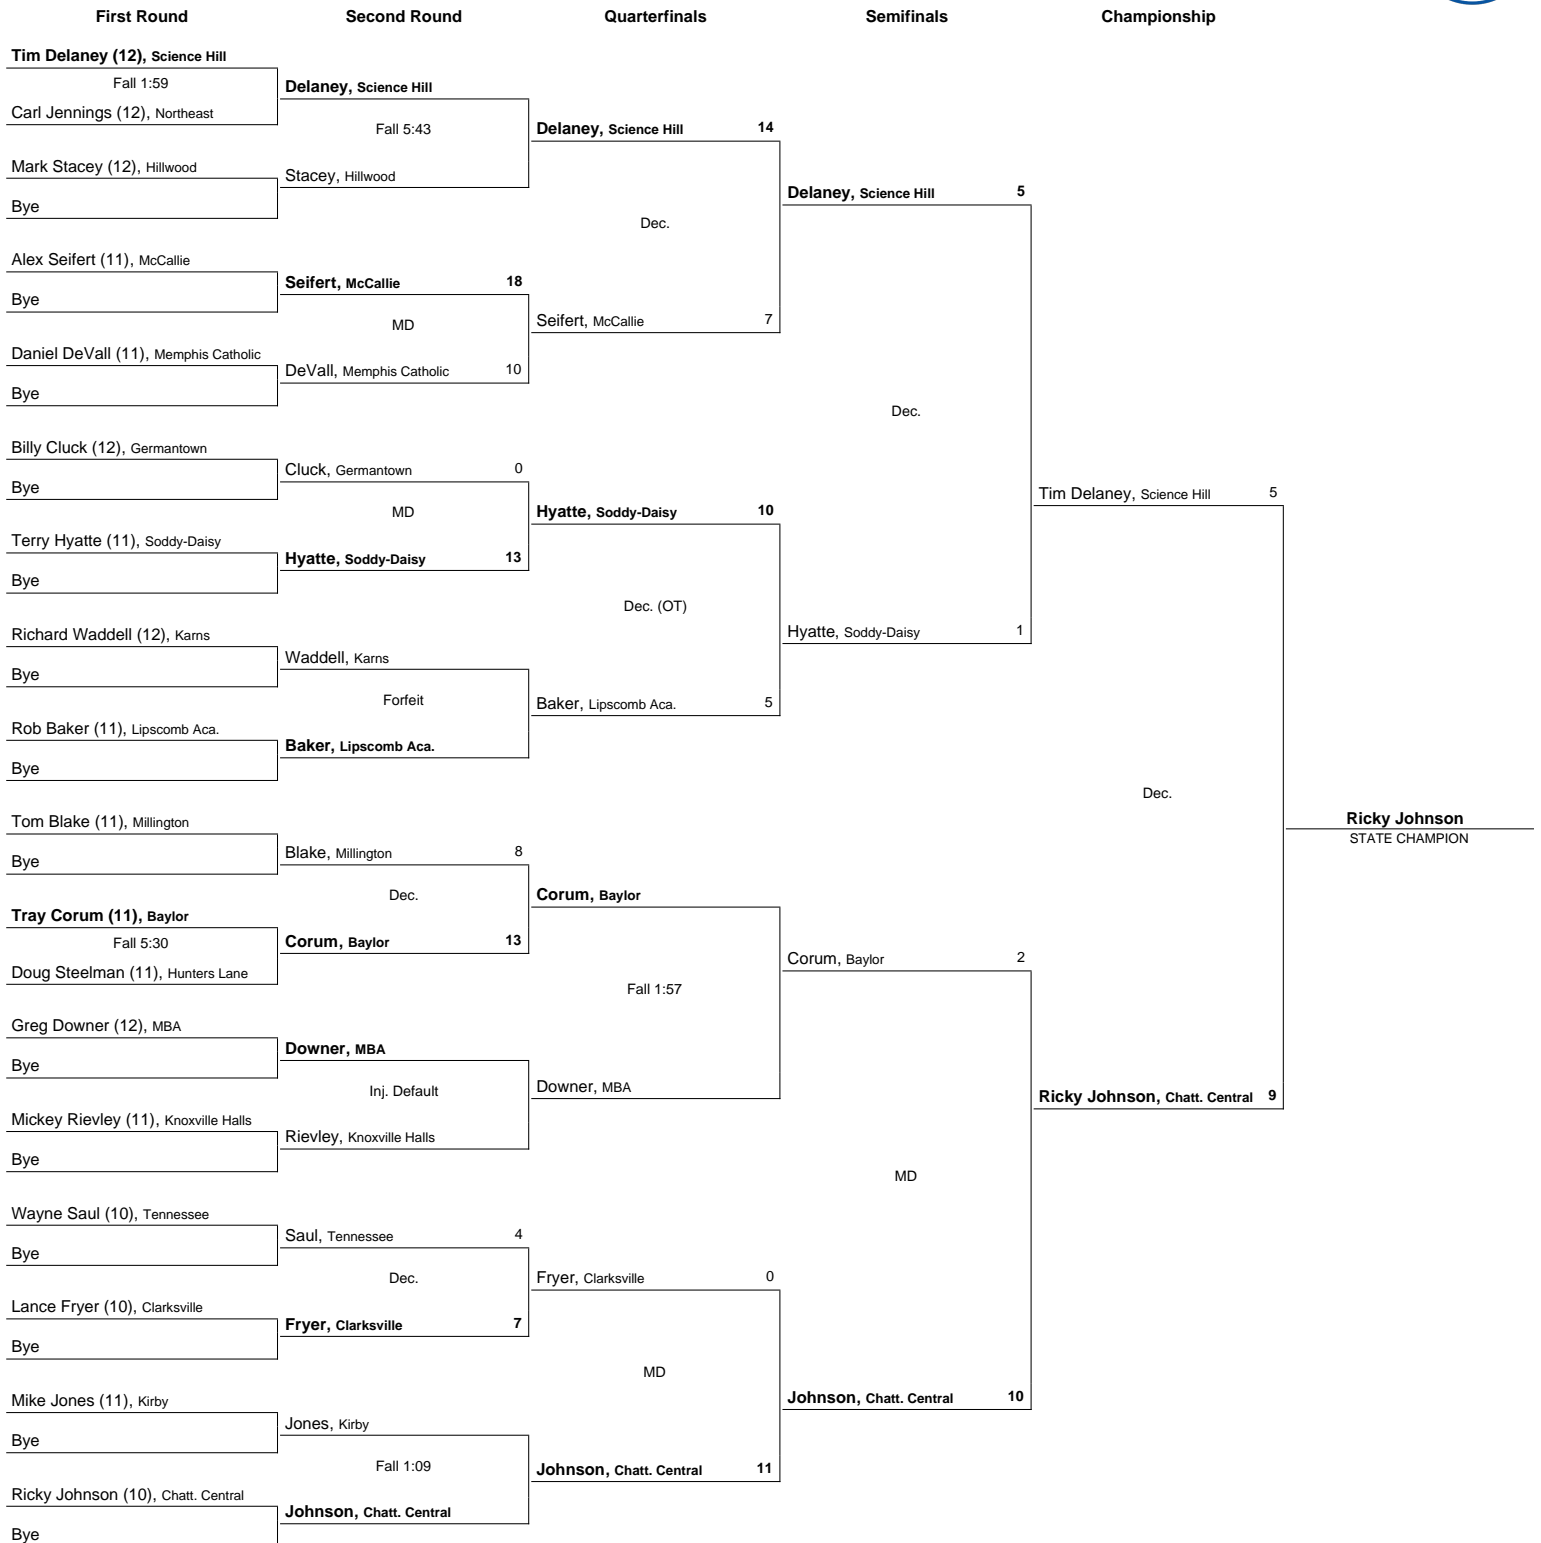 First Round
Second Round
Quarterfinals
Semifinals
Championship
Tim Delaney (12), Science Hill
Fall 1:59
Carl Jennings (12), Northeast
Mark Stacey (12), Hillwood
Bye
Alex Seifert (11), McCallie
Bye
Daniel DeVall (11), Memphis Catholic
Bye
Billy Cluck (12), Germantown
Bye
Terry Hyatte (11), Soddy-Daisy
Bye
Richard Waddell (12), Karns
Bye
Rob Baker (11), Lipscomb Aca.
Bye
Tom Blake (11), Millington
Bye
Tray Corum (11), Baylor
Fall 5:30
Doug Steelman (11), Hunters Lane
Greg Downer (12), MBA
Bye
Mickey Rievley (11), Knoxville Halls
Bye
Wayne Saul (10), Tennessee
Bye
Lance Fryer (10), Clarksville
Bye
Mike Jones (11), Kirby
Bye
Ricky Johnson (10), Chatt. Central
Bye
Delaney, Science Hill
Fall 5:43
Stacey, Hillwood
Seifert, McCallie 18
MD
DeVall, Memphis Catholic 10
Cluck, Germantown 0
MD
Hyatte, Soddy-Daisy 13
Waddell, Karns
Forfeit
Baker, Lipscomb Aca.
Blake, Millington 8
Dec.
Corum, Baylor 13
Downer, MBA
Inj. Default
Rievley, Knoxville Halls
Saul, Tennessee 4
Dec.
Fryer, Clarksville 7
Jones, Kirby
Fall 1:09
Johnson, Chatt. Central
Delaney, Science Hill 14
Dec.
Seifert, McCallie 7
Hyatte, Soddy-Daisy 10
Dec. (OT)
Baker, Lipscomb Aca. 5
Corum, Baylor
Fall 1:57
Downer, MBA
Fryer, Clarksville 0
MD
Johnson, Chatt. Central 11
Delaney, Science Hill 5
Dec.
Hyatte, Soddy-Daisy 1
Corum, Baylor 2
MD
Johnson, Chatt. Central 10
Tim Delaney, Science Hill 5
Dec.
Ricky Johnson, Chatt. Central 9
Ricky Johnson
STATE CHAMPION